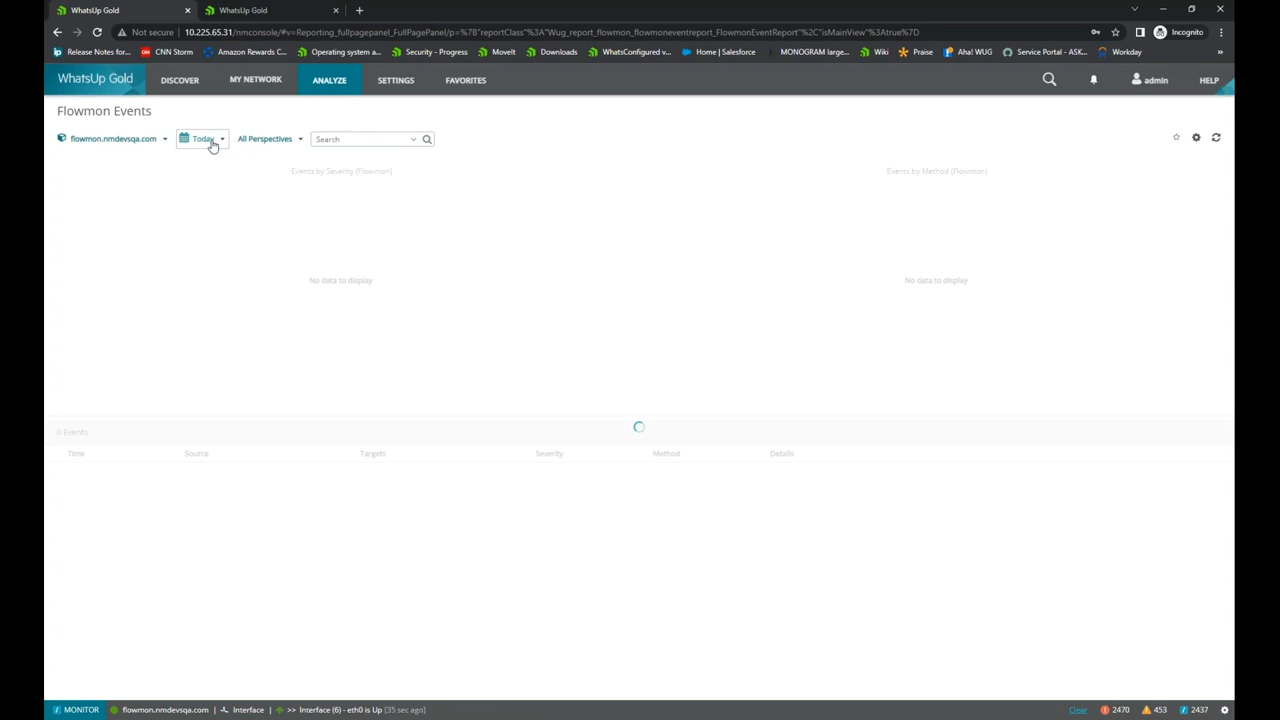 WhatsUp Gold
WhatsUp Gold
Not secure
10.225.65.31/nmconsole/#v=Reporting_fullpagepanel_FullPagePanel/p=%7B"reportClass"%3A"Wug_report_flowmon_flowmoneventreport_FlowmonEventReport"%2C"isMainView"%3Atrue%7D
Incognito
ip Release Notes for...
CNN CNN Storm
Amazon Rewards C...
Operating system a...
Security - Progress
MoveIt
Downloads
WhatsConfigured v...
Home | Salesforce
MONOGRAM large...
Wiki
Praise
Aha! WUG
Service Portal - ASK...
Workday
»
WhatsUp Gold
DISCOVER
MY NETWORK
ANALYZE
SETTINGS
FAVORITES
admin
HELP
Flowmon Events
flowmon.nmdevsqa.com
Today
All Perspectives
Search
Events by Severity (Flowmon)
Events by Method (Flowmon)
No data to display
No data to display
0 Events
Time
Source
Targets
Severity
Method
Details
MONITOR
flowmon.nmdevsqa.com | Interface | >> Interface (6) - eth0 is Up [35 sec ago]
Clear
2470
453
2437